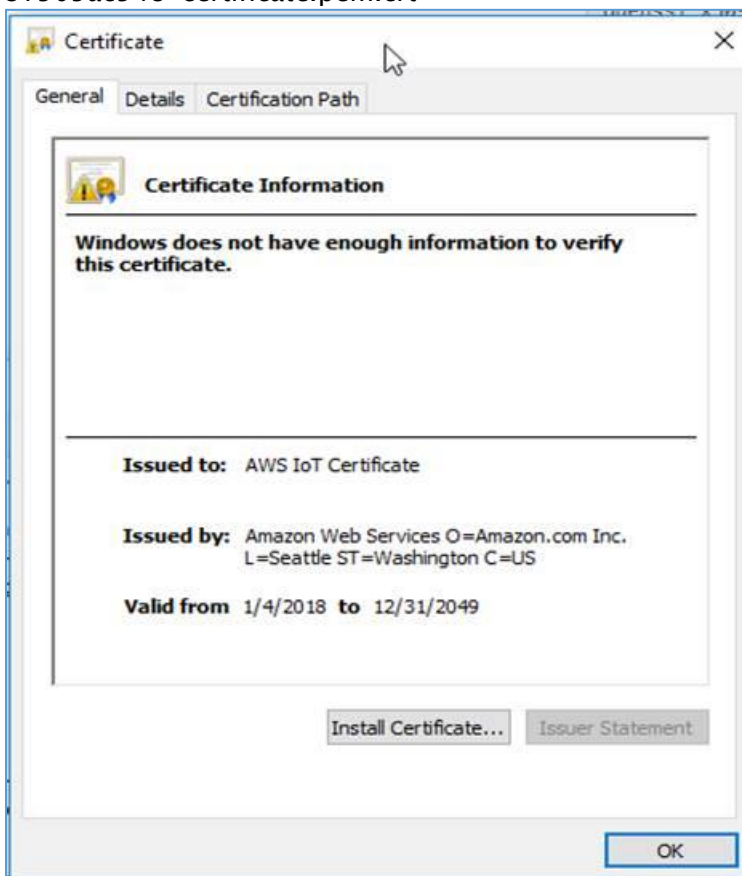 Certificate
General Details Certification Path
Certificate Information
Windows does not have enough information to verify
this certificate.
Issued to: AWS IoT Certificate
Issued by: Amazon Web Services O=Amazon.com Inc.
L=Seattle ST=Washington C=US
Valid from 1/4/2018 to 12/31/2049
Install Certificate... Issuer Statement
OK